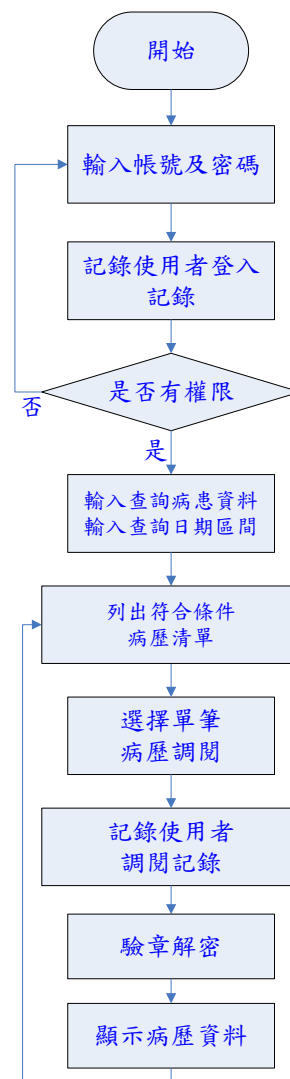 開始
輸入帳號及密碼
記錄使用者登入
記錄
是否有權限
否
是
輸入查詢病患資料
輸入查詢日期區間
列出符合條件
病歷清單
選擇單筆
病歷調閱
記錄使用者
調閱記錄
驗章解密
顯示病歷資料